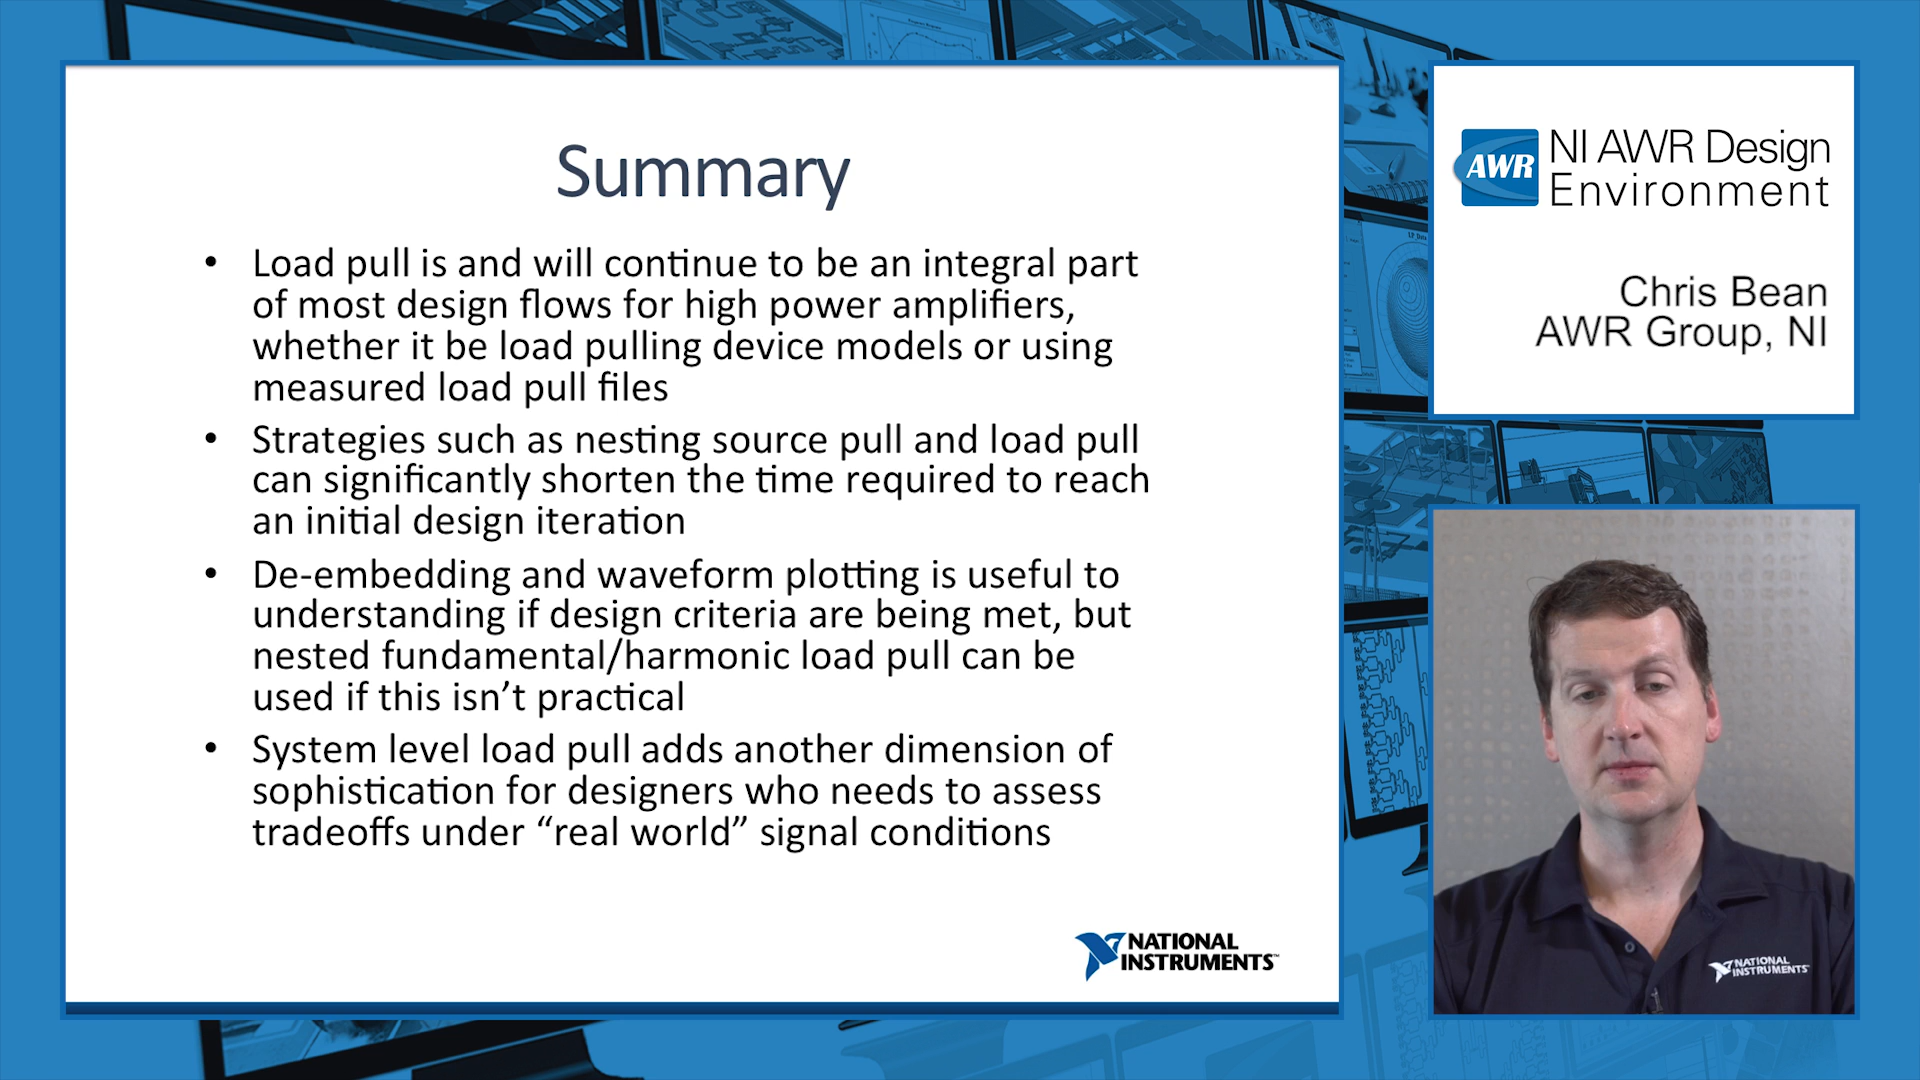 Summary
• Load pull is and will continue to be an integral part
of most design flows for high power amplifiers,
whether it be load pulling device models or using
measured load pull files
• Strategies such as nesting source pull and load pull
can significantly shorten the time required to reach
an initial design iteration
• De-embedding and waveform plotting is useful to
understanding if design criteria are being met, but
nested fundamental/harmonic load pull can be
used if this isn’t practical
• System level load pull adds another dimension of
sophistication for designers who needs to assess
tradeoffs under “real world” signal conditions
NATIONAL
INSTRUMENTS™
AWR
NI AWR Design
Environment
Chris Bean
AWR Group, NI
NATIONAL
INSTRUMENTS